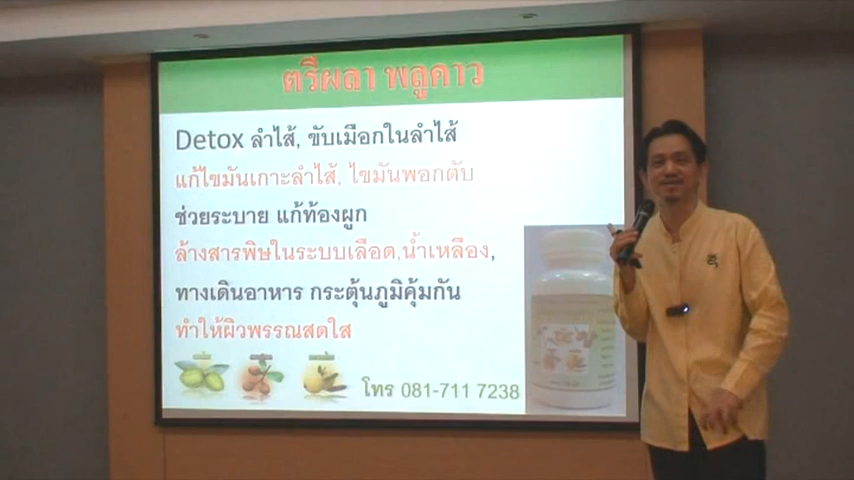 ตรีผลา พลูคาว
Detox ลำไส้, ขับเมือกในลำไส้
แก้ไขมันเกาะลำไส้, ไขมันพอกตับ
ช่วยระบาย แก้ท้องผูก
ล้างสารพิษในระบบเลือด,น้ำเหลือง,
ทางเดินอาหาร กระตุ้นภูมิคุ้มกัน
ทำให้ผิวพรรณสดใส
โทร 081-711 7238